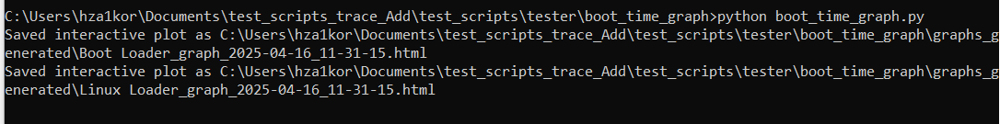 C:\Users\hza1kor\Documents\test_scripts_trace_Add\test_scripts\tester\boot_time_graph>python boot_time_graph.py
Saved interactive plot as C:\Users\hza1kor\Documents\test_scripts_trace_Add\test_scripts\tester\boot_time_graph\graphs_g
enerated\Boot Loader_graph_2025-04-16_11-31-15.html
Saved interactive plot as C:\Users\hza1kor\Documents\test_scripts_trace_Add\test_scripts\tester\boot_time_graph\graphs_g
enerated\Linux Loader_graph_2025-04-16_11-31-15.html